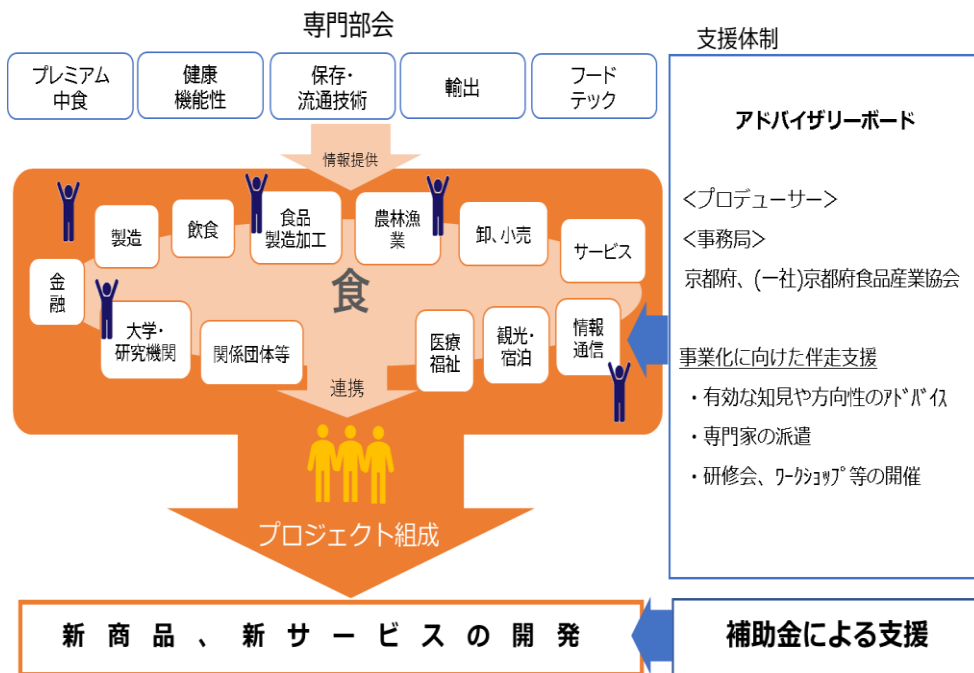 専門部会
プレミアム
中食
健康
機能性
保存・
流通技術
輸出
フード
テック
情報提供
金
融
製造
飲食
食品
製造加工
農林漁
業
卸、小売
サービス
食
大学・
研究機関
関係団体等
医療
福祉
観光・
宿泊
情報
通信
連携
プロジェクト組成
新商品、新サービスの開発
支援体制
アドバイザリーボード
<プロデューサー>
<事務局>
京都府、(一社)京都府食品産業協会
事業化に向けた伴走支援
・有効な知見や方向性のｱﾄﾞﾊﾞｲｽ
・専門家の派遣
・研修会、ﾜｰｸｼｮｯﾌﾟ等の開催
補助金による支援